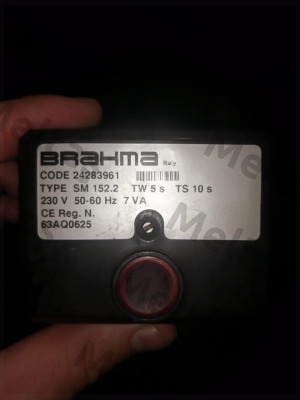 BRAHMA Italy
CODE 24283961
TYPE SM 152.2 TW 5 s TS 10 s
230 V 50-60 Hz 7 VA
CE Reg. N.
63AQ0625